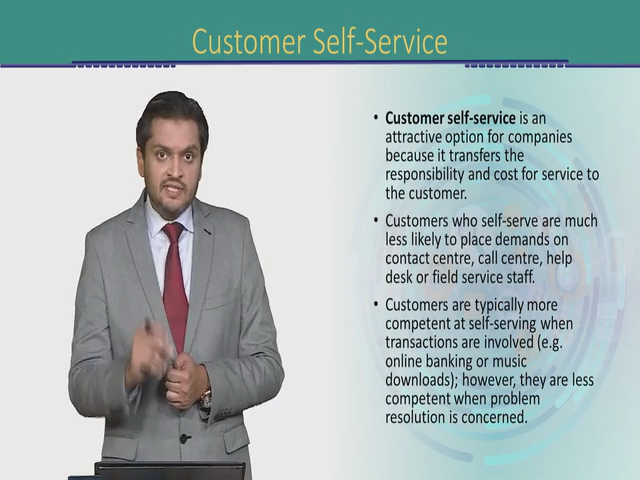 Customer Self-Service
• Customer self-service is an
attractive option for companies
because it transfers the
responsibility and cost for service to
the customer.
• Customers who self-serve are much
less likely to place demands on
contact centre, call centre, help
desk or field service staff.
• Customers are typically more
competent at self-serving when
transactions are involved (e.g.
online banking or music
downloads); however, they are less
competent when problem
resolution is concerned.